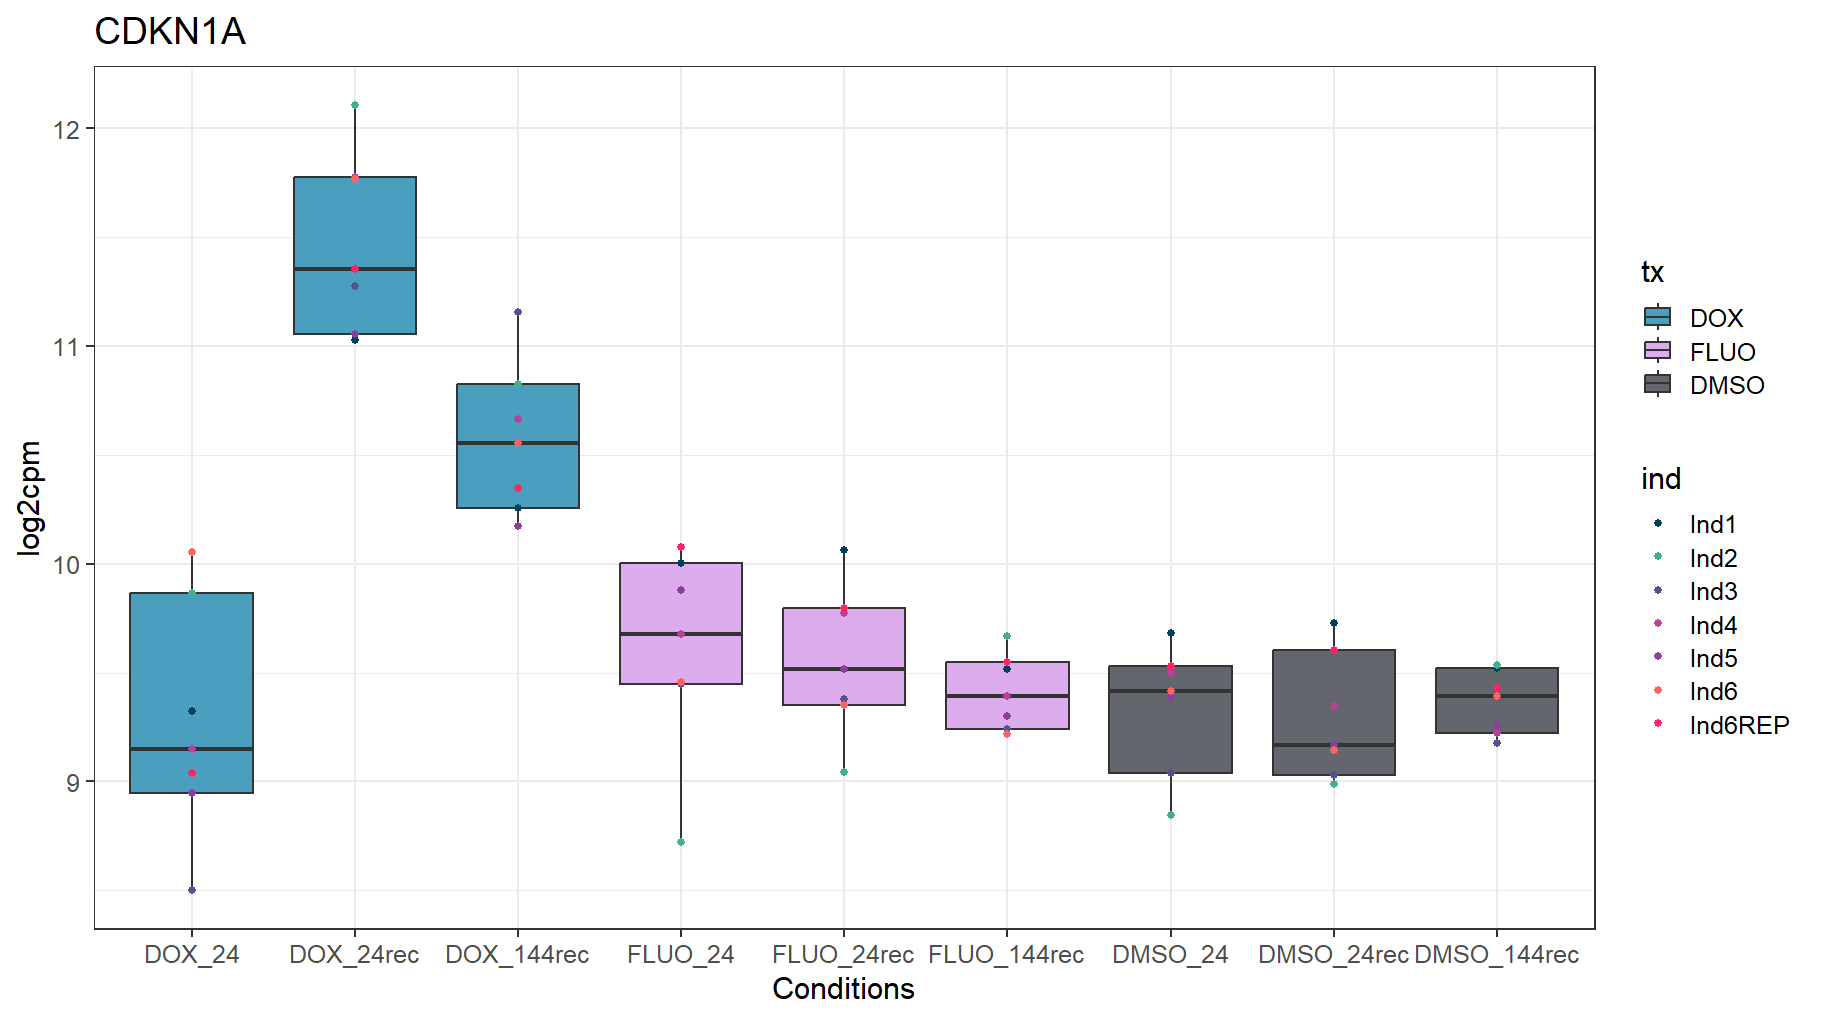 CDKN1A
12
11
10
9
log2cpm
DOX_24 DOX_24rec DOX_144rec FLUO_24 FLUO_24rec FLUO_144rec DMSO_24 DMSO_24rec DMSO_144rec
Conditions
tx
DOX
FLUO
DMSO
ind
Ind1
Ind2
Ind3
Ind4
Ind5
Ind6
Ind6REP